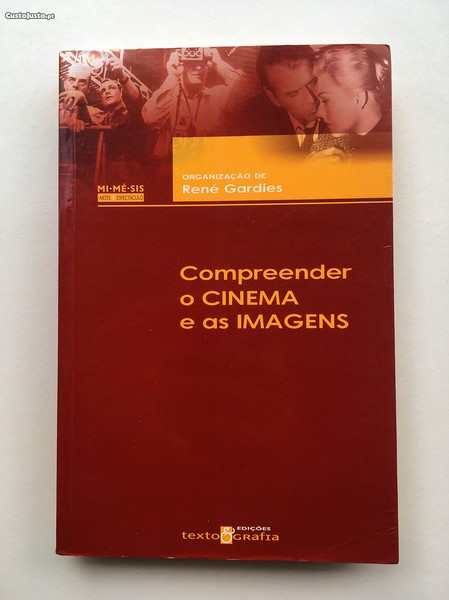 CustoJusto.pt
MI•MÉ•SIS
ARTES ESPECTÁCULO
ORGANIZAÇÃO DE
René Gardies
Compreender
o CINEMA
e as IMAGENS
EDIÇÕES
texto&grafia